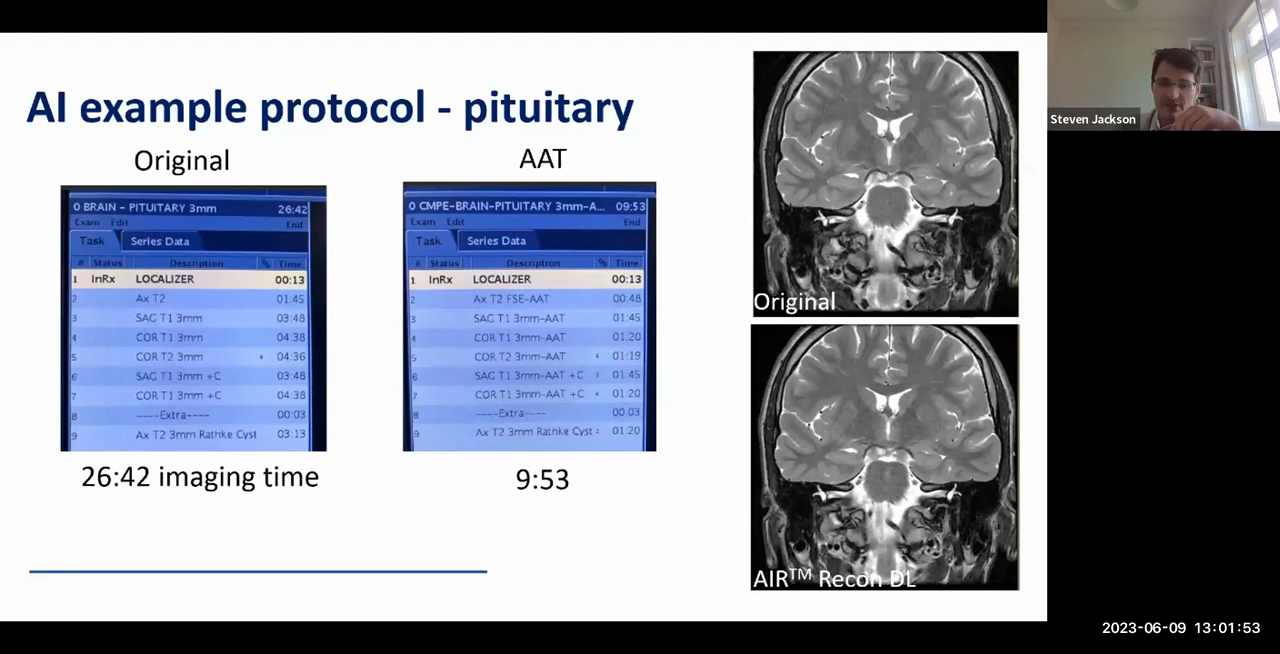 AI example protocol - pituitary
Original
0 BRAIN - PITUITARY 3mm 26:42
Exam Edit End
Task Series Data
# Status Description Time
1 InRx LOCALIZER 00:13
2 Ax T2 01:45
3 SAG T1 3mm 03:48
4 COR T1 3mm 04:38
5 COR T2 3mm 4 04:36
6 SAG T1 3mm +C 03:48
7 COR T1 3mm +C 04:38
8 ----Extra---- 00:03
9 Ax T2 3mm Rathke Cyst 03:13
26:42 imaging time
AAT
0 CMPE-BRAIN-PITUITARY 3mm-A... 09:53
Exam Edit End
Task Series Data
# Status Description Time
1 InRx LOCALIZER 00:13
2 Ax T2 FSE-AAT 00:48
3 SAG T1 3mm-AAT 01:45
4 COR T1 3mm-AAT 01:20
5 COR T2 3mm-AAT 4 01:19
6 SAG T1 3mm-AAT +C 01:45
7 COR T1 3mm-AAT +C 01:20
8 ----Extra---- 00:03
9 Ax T2 3mm Rathke Cyst 01:20
9:53
Original
AIR™ Recon DL
Steven Jackson
2023-06-09 13:01:53